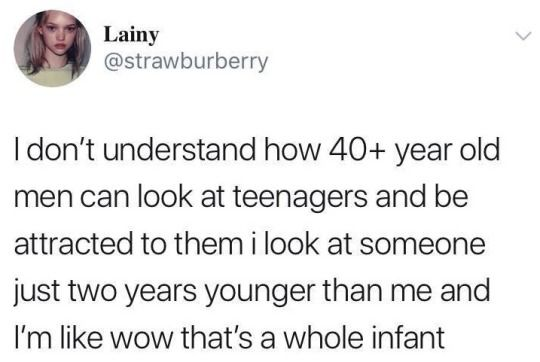 Lainy
@strawburberry
I don't understand how 40+ year old
men can look at teenagers and be
attracted to them i look at someone
just two years younger than me and
I'm like wow that's a whole infant